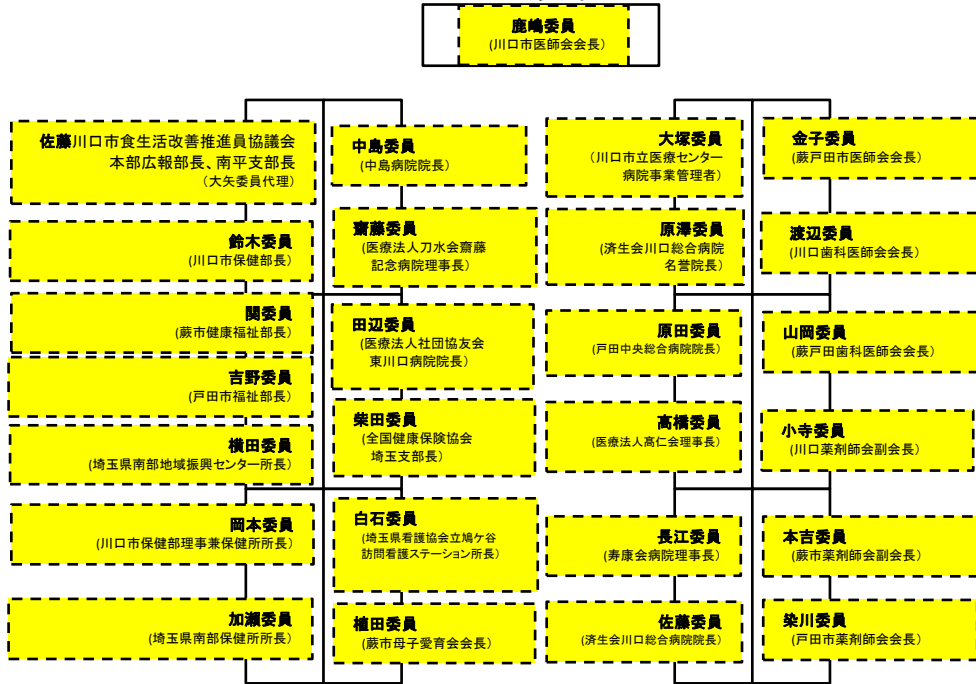 鹿嶋委員
(川口市医師会会長)
佐藤川口市食生活改善推進員協議会
本部広報部長、南平支部長
(大矢委員代理)
鈴木委員
(川口市保健部長)
関委員
(蕨市健康福祉部長)
吉野委員
(戸田市福祉部長)
横田委員
(埼玉県南部地域振興センター所長)
岡本委員
(川口市保健部理事兼保健所所長)
加瀬委員
(埼玉県南部保健所所長)
中島委員
(中島病院院長)
齋藤委員
(医療法人刀水会齋藤
記念病院理事長)
田辺委員
(医療法人社団協友会
東川口病院院長)
柴田委員
(全国健康保険協会
埼玉支部長)
白石委員
(埼玉県看護協会立鳩ケ谷
訪問看護ステーション所長)
植田委員
(蕨市母子愛育会会長)
大塚委員
(川口市立医療センター
病院事業管理者)
原澤委員
(済生会川口総合病院
名誉院長)
原田委員
(戸田中央総合病院院長)
高橋委員
(医療法人髙仁会理事長)
長江委員
(寿康会病院理事長)
佐藤委員
(済生会川口総合病院院長)
金子委員
(蕨戸田市医師会会長)
渡辺委員
(川口歯科医師会会長)
山岡委員
(蕨戸田歯科医師会会長)
小寺委員
(川口薬剤師会副会長)
本吉委員
(蕨市薬剤師会副会長)
染川委員
(戸田市薬剤師会会長)